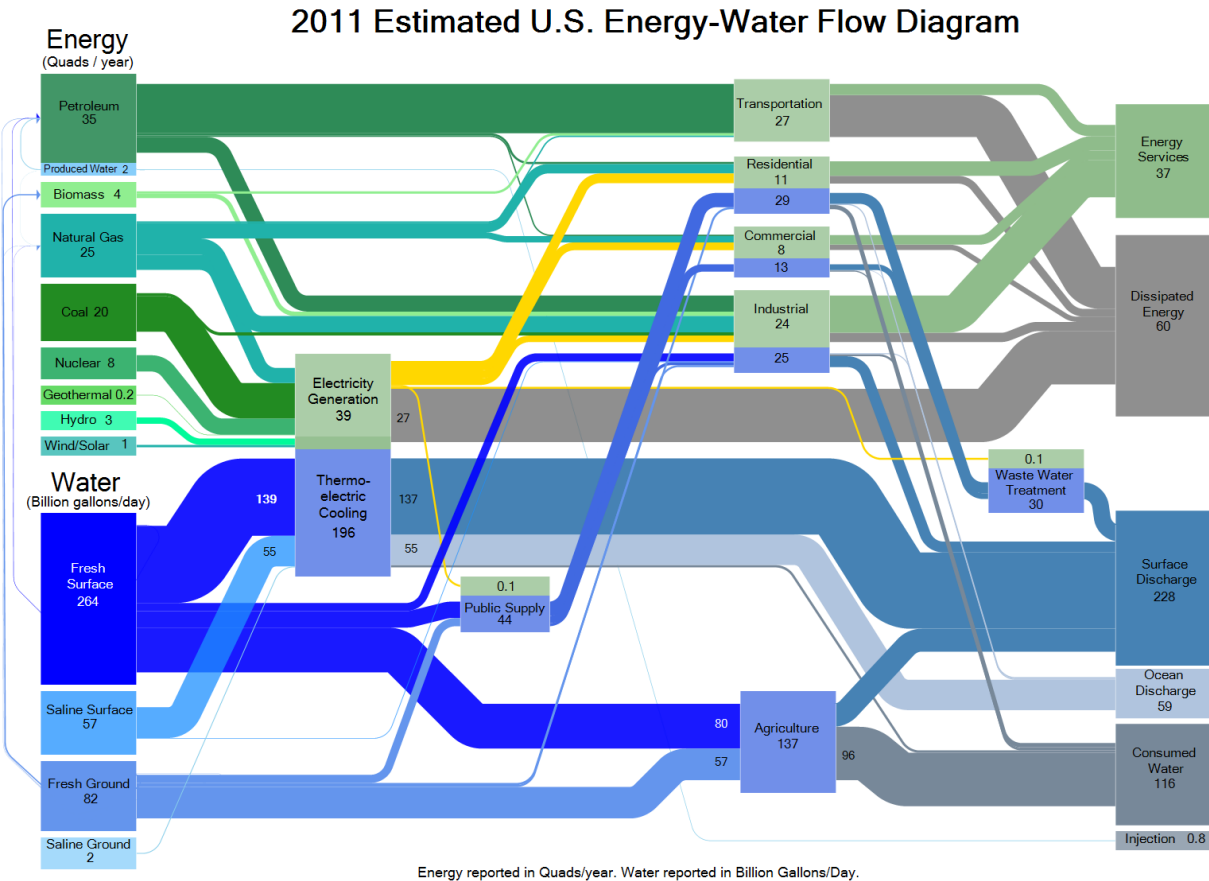 2011 Estimated U.S. Energy-Water Flow Diagram
Energy
(Quads / year)
Petroleum
35
Produced Water 2
Biomass 4
Natural Gas
25
Coal 20
Nuclear 8
Geothermal 0.2
Hydro 3
Wind/Solar 1
Water
(Billion gallons/day)
Fresh
Surface
264
Saline Surface
57
Fresh Ground
82
Saline Ground
2
Electricity
Generation
39
27
Thermo-
electric
Cooling
196
139
55
137
55
0.1
Public Supply
44
Transportation
27
Residential
11
29
Commercial
8
13
Industrial
24
25
80
57
Agriculture
137
96
0.1
Waste Water
Treatment
30
Energy
Services
37
Dissipated
Energy
60
Surface
Discharge
228
Ocean
Discharge
59
Consumed
Water
116
Injection 0.8
Energy reported in Quads/year. Water reported in Billion Gallons/Day.